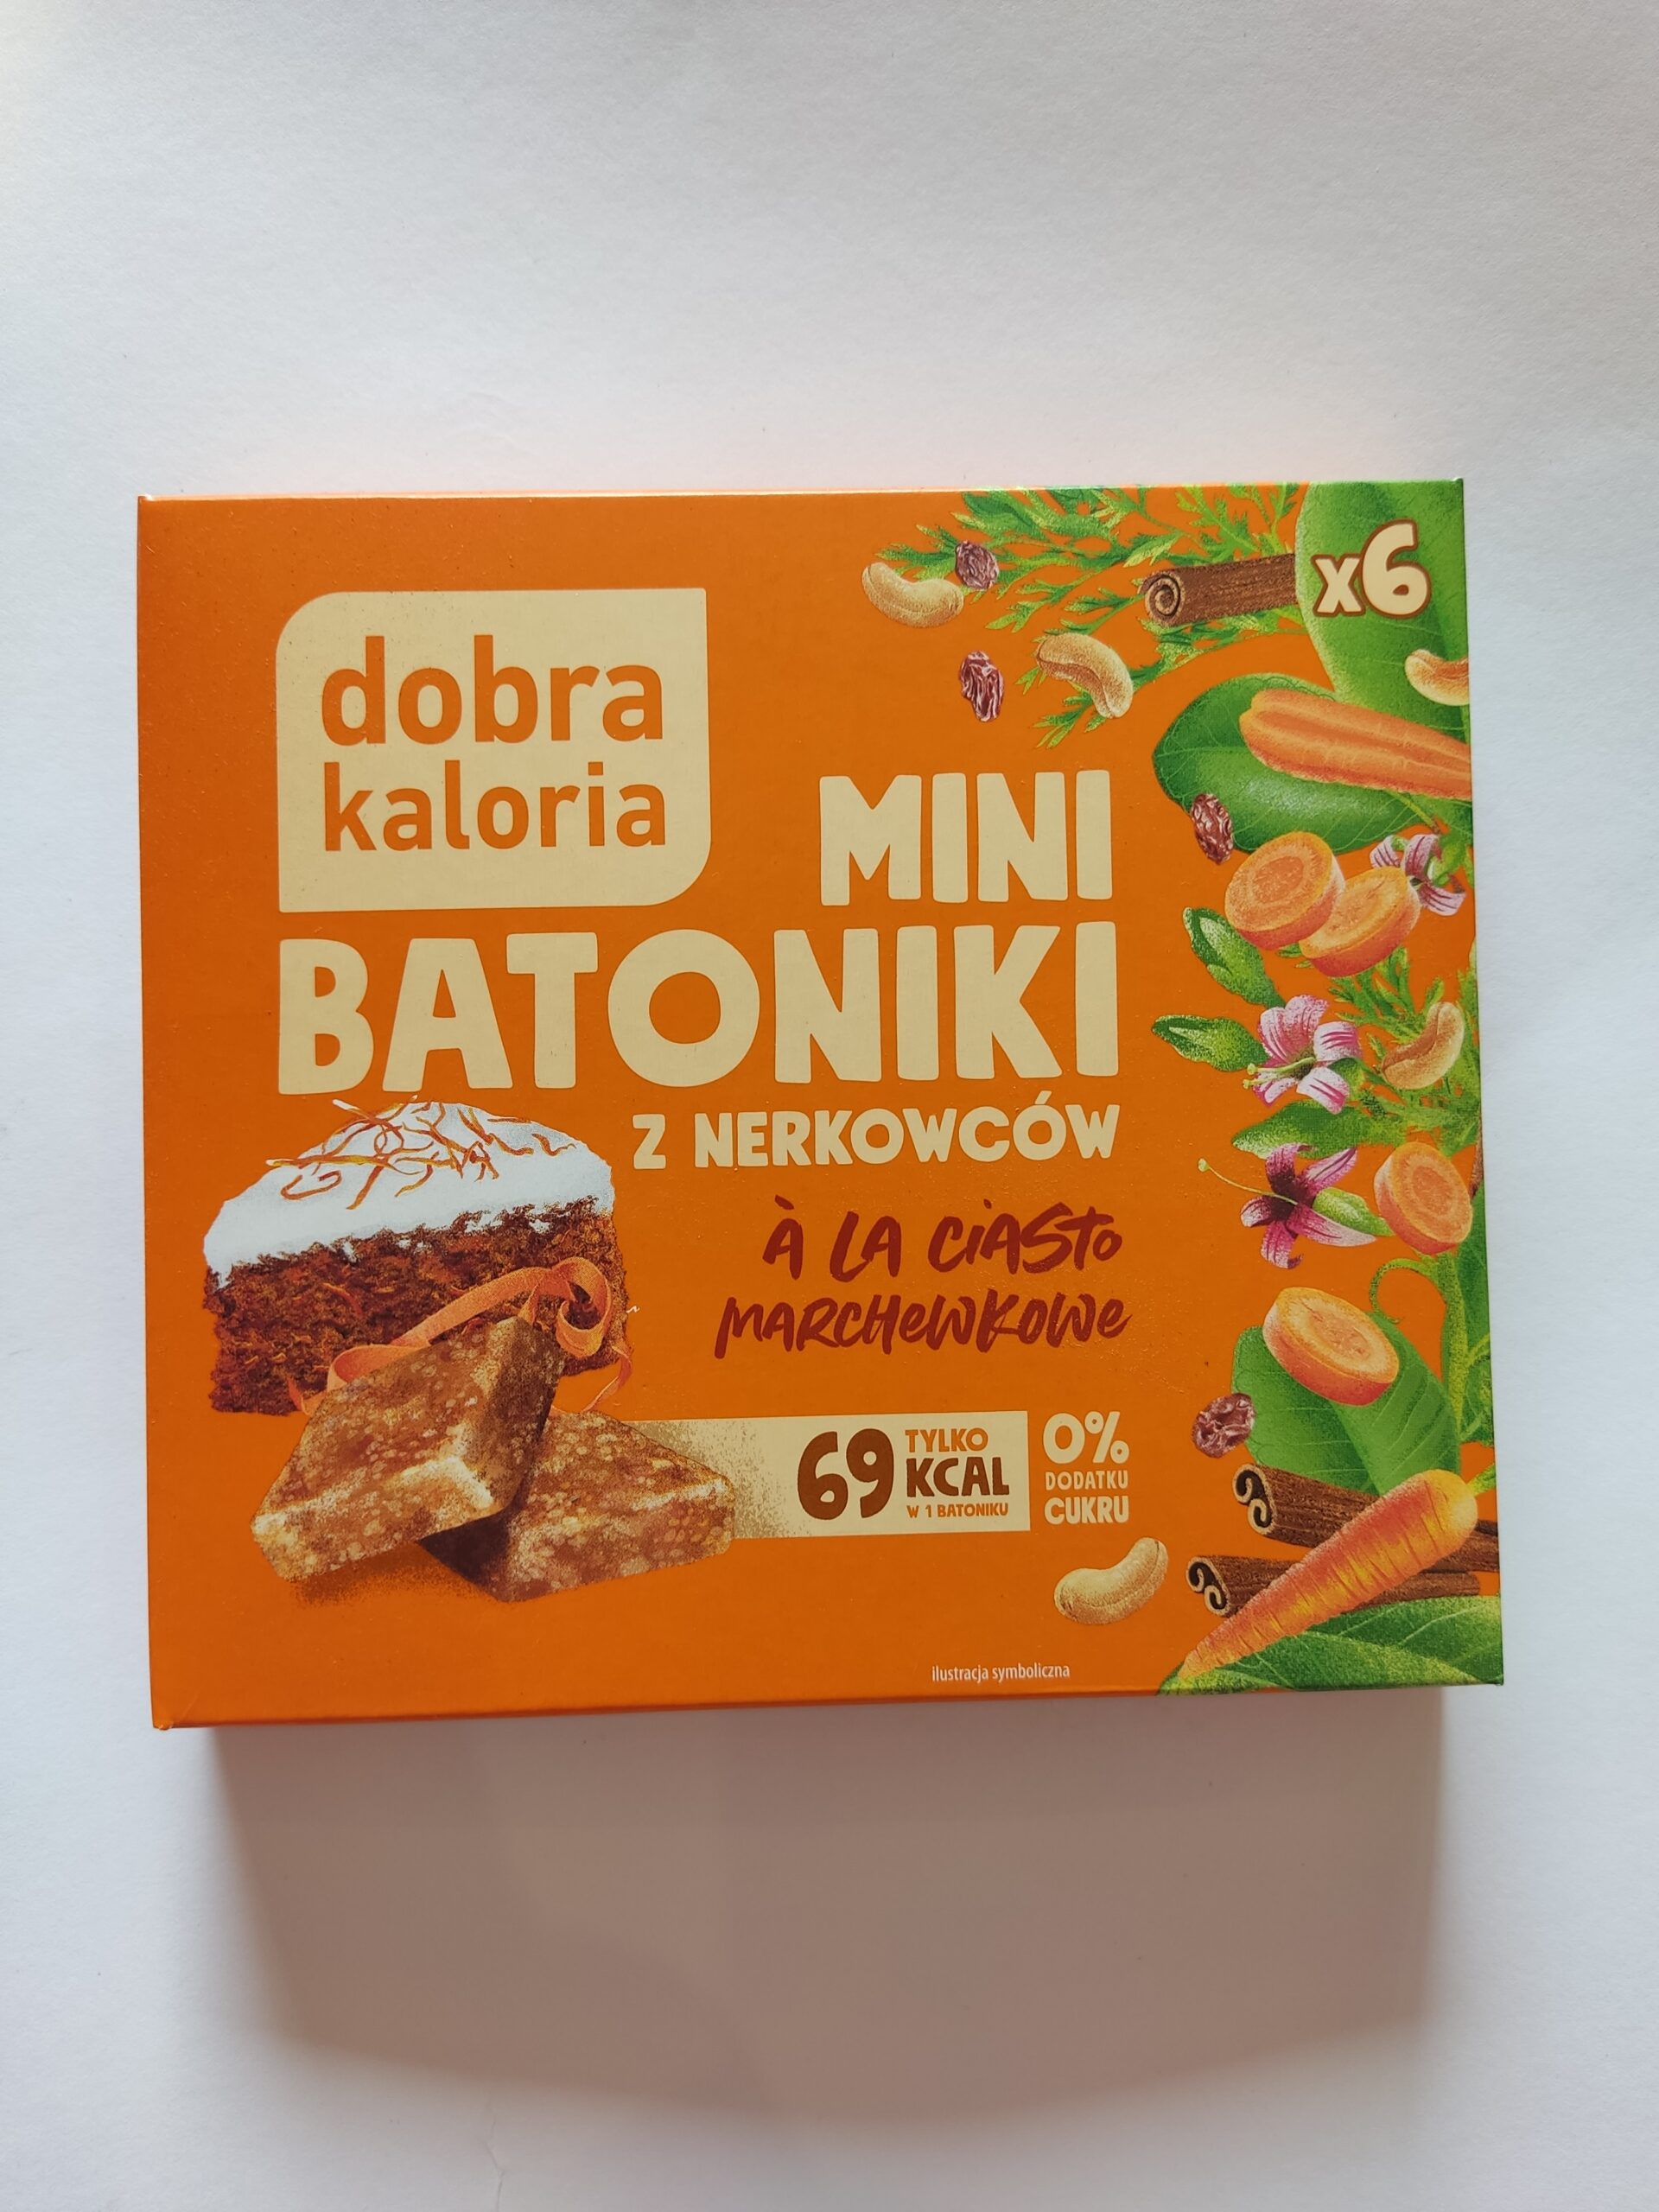 x6
dobra
kaloria
MINI
BATONIKI
Z NERKOWCÓW
À LA CIASTO
MARCHEWKOWE
69 TYLKO
KCAL
W 1 BATONIKU
0%
DODATKU
CUKRU
ilustracja symboliczna